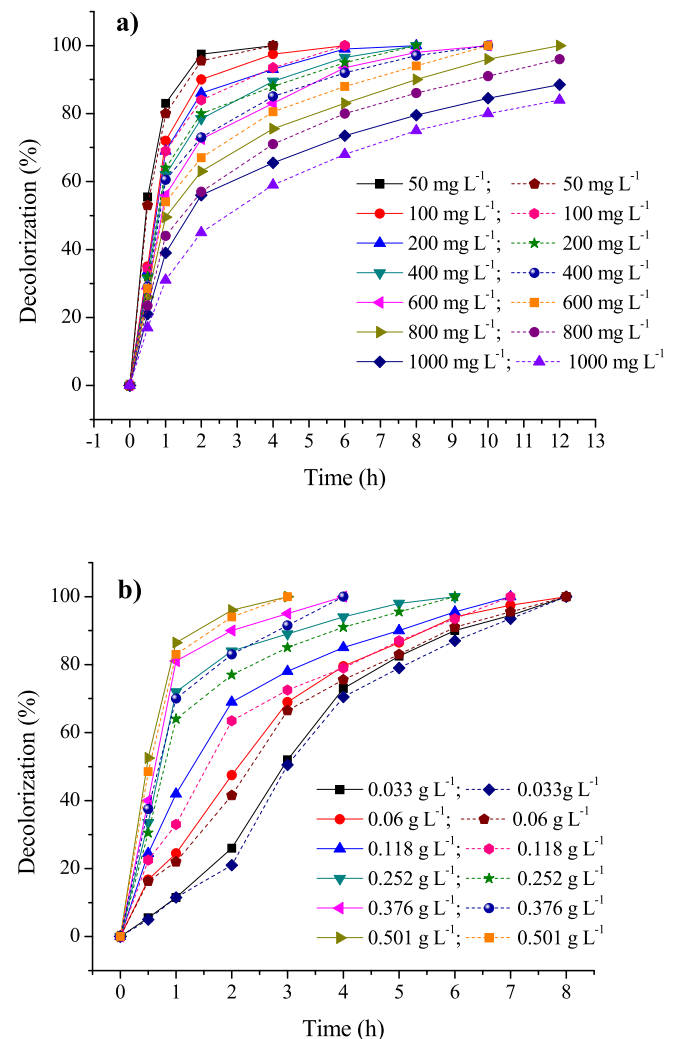 a)
100
80
60
40
20
0
Decolorization (%)
50 mg L-1; 50 mg L-1
100 mg L-1; 100 mg L-1
200 mg L-1; 200 mg L-1
400 mg L-1; 400 mg L-1
600 mg L-1; 600 mg L-1
800 mg L-1; 800 mg L-1
1000 mg L-1; 1000 mg L-1
-1 0 1 2 3 4 5 6 7 8 9 10 11 12 13
Time (h)
b)
100
80
60
40
20
0
Decolorization (%)
0.033 g L-1; 0.033g L-1
0.06 g L-1; 0.06 g L-1
0.118 g L-1; 0.118 g L-1
0.252 g L-1; 0.252 g L-1
0.376 g L-1; 0.376 g L-1
0.501 g L-1; 0.501 g L-1
0 1 2 3 4 5 6 7 8
Time (h)